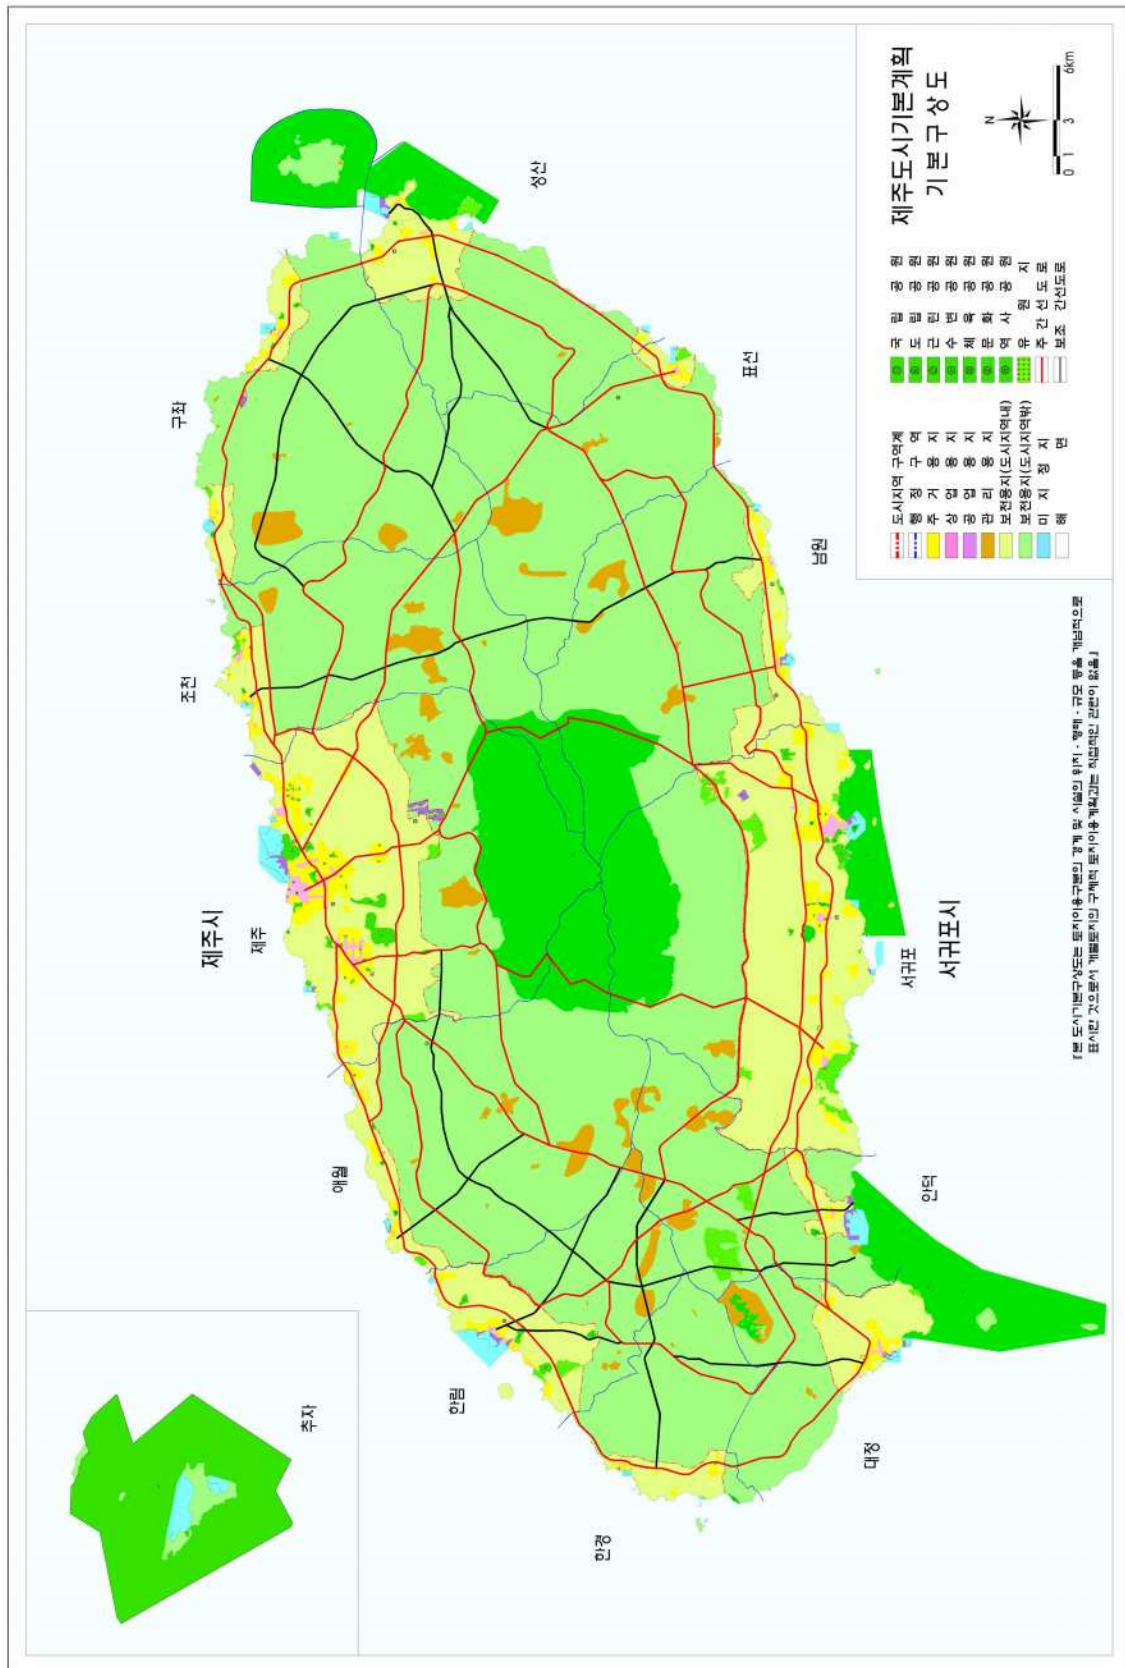 제주도시기본계획
기본구상도
N
0 1 3 6km
도시지역 구역계
행정구역
주거용지
상업용지
공업용지
관리용지
보전용지(도시지역내)
보전용지(도시지역밖)
미지정지
해면
국립공원
도립공원
근린공원
수변공원
체육공원
문화공원
역사공원
유원지
주간선도로
보조간선도로
추자
한경
한림
애월
제주시
제주
조천
구좌
성산
표선
남원
서귀포시
서귀포
안덕
대정